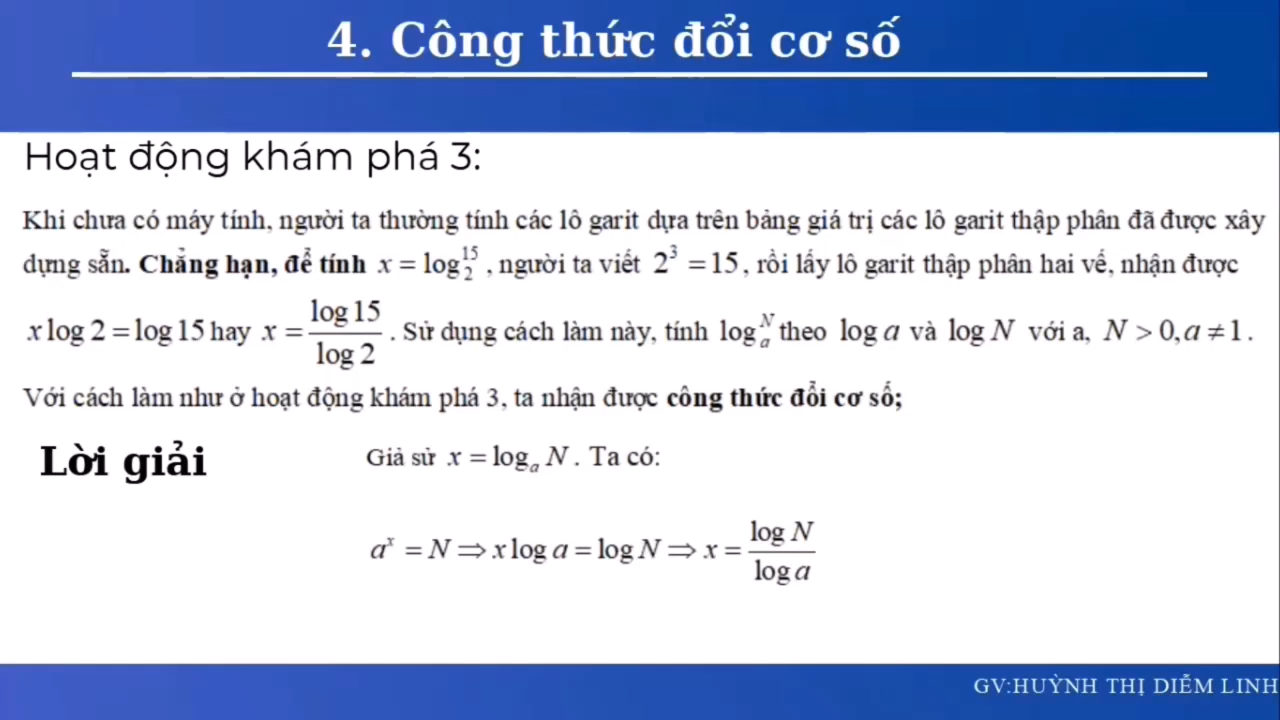 4. Công thức đổi cơ số
Hoạt động khám phá 3:
Khi chưa có máy tính, người ta thường tính các lô garit dựa trên bảng giá trị các lô garit thập phân đã được xây
dựng sẵn. Chẳng hạn, để tính x = log₂¹⁵, người ta viết 2³ = 15, rồi lấy lô garit thập phân hai vế, nhận được
x log 2 = log 15 hay x = log 15 / log 2. Sử dụng cách làm này, tính logₐᴺ theo log a và log N với a, N > 0, a ≠ 1.
Với cách làm như ở hoạt động khám phá 3, ta nhận được công thức đổi cơ số;
Lời giải
Giả sử x = logₐ N. Ta có:
aˣ = N ⇒ x log a = log N ⇒ x = log N / log a
GV:HUỲNH THỊ DIỄM LINH